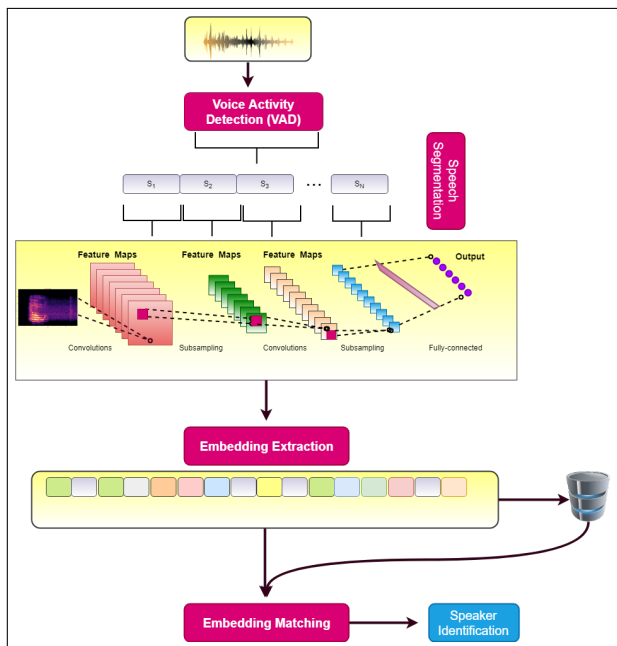 Voice Activity
Detection (VAD)
S1 S2 S3 ... SN
Speech
Segmentation
Feature Maps Feature Maps Feature Maps Output
Convolutions Subsampling Convolutions Subsampling Fully-connected
Embedding Extraction
Embedding Matching
Speaker
Identification